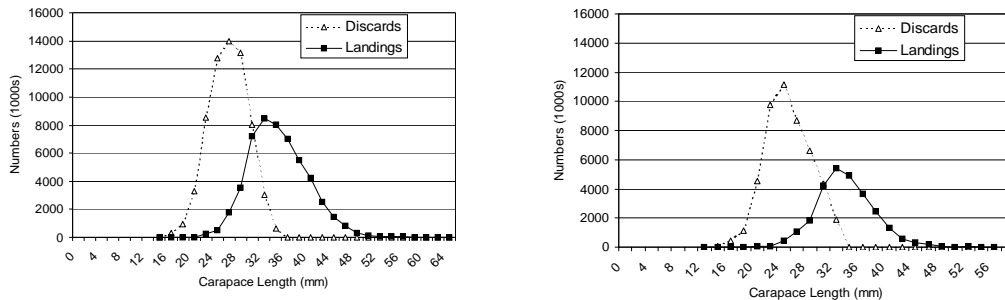 16000
14000
12000
10000
8000
6000
4000
2000
0
Numbers (1000s)
Discards
Landings
0 4 8 12 16 20 24 28 32 36 40 44 48 52 56 60 64
Carapace Length (mm)
16000
14000
12000
10000
8000
6000
4000
2000
0
Numbers (1000s)
Discards
Landings
0 4 8 12 16 20 24 28 32 36 40 44 48 52 56
Carapace Length (mm)